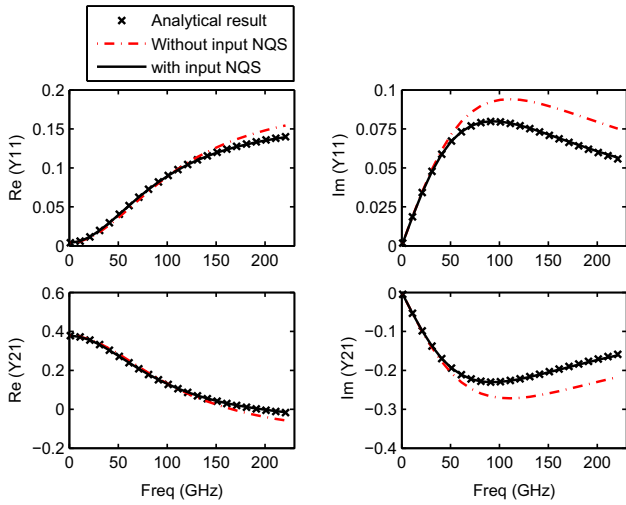 Analytical result
Without input NQS
with input NQS
0.2
0.15
0.1
0.05
0
Re (Y11)
0 50 100 150 200
0.1
0.075
0.05
0.025
0
Im (Y11)
0 50 100 150 200
0.6
0.4
0.2
0
−0.2
Re (Y21)
0 50 100 150 200
Freq (GHz)
0
−0.1
−0.2
−0.3
−0.4
Im (Y21)
0 50 100 150 200
Freq (GHz)